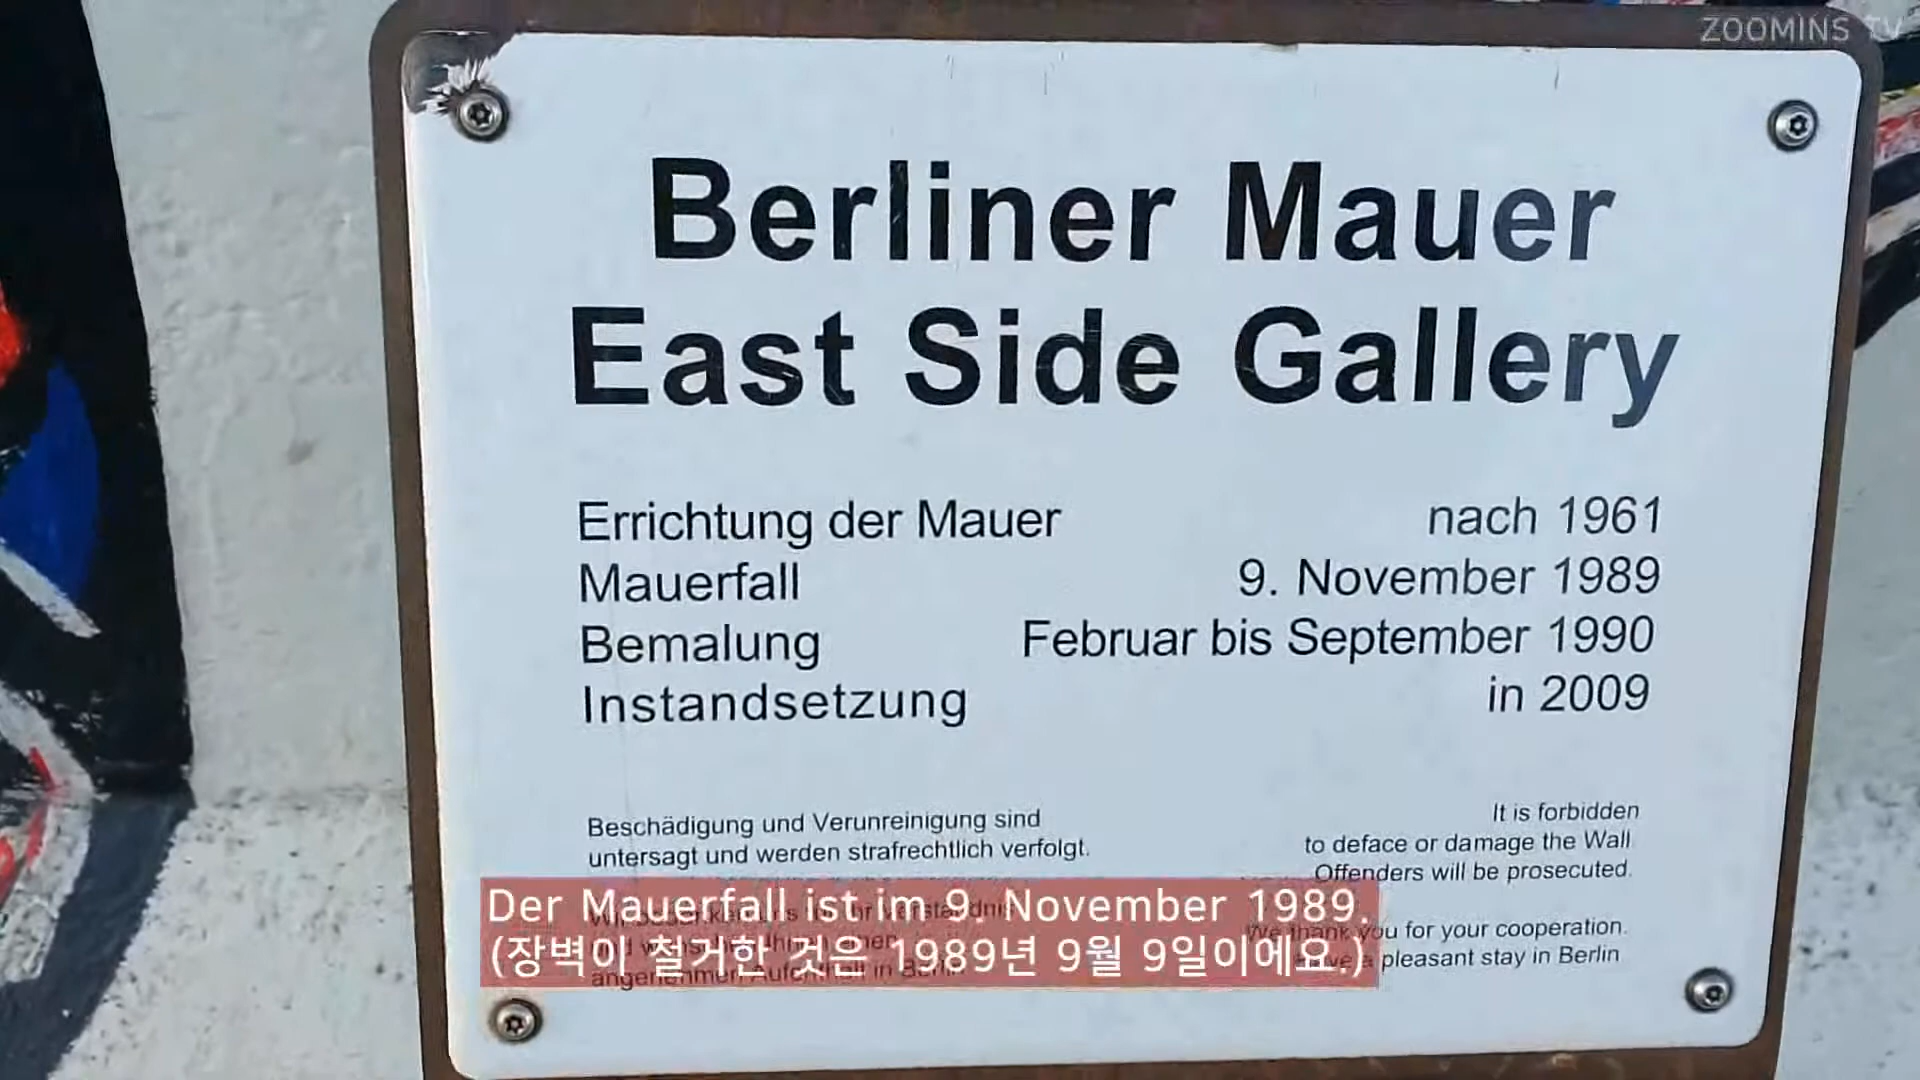 ZOOMINS TV
Berliner Mauer
East Side Gallery
Errichtung der Mauer nach 1961
Mauerfall 9. November 1989
Bemalung Februar bis September 1990
Instandsetzung in 2009
Beschädigung und Verunreinigung sind
untersagt und werden strafrechtlich verfolgt.
It is forbidden
to deface or damage the Wall
Offenders will be prosecuted.
We thank you for your cooperation.
pleasant stay in Berlin
Der Mauerfall ist im 9. November 1989.
(장벽이 철거한 것은 1989년 9월 9일이에요.)